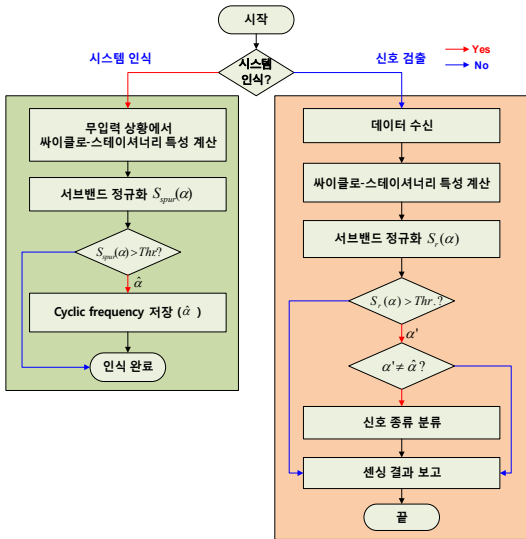 시작
시스템 인식
시스템
인식?
신호 검출
Yes
No
무입력 상황에서
싸이클로-스테이셔너리 특성 계산
서브밴드 정규화 S_spur(α)
S_spur(α)>Thr?
α̂
Cyclic frequency 저장 (α̂ )
인식 완료
데이터 수신
싸이클로-스테이셔너리 특성 계산
서브밴드 정규화 S_r(α)
S_r(α)>Thr.?
α'
α'≠α̂?
신호 종류 분류
센싱 결과 보고
끝